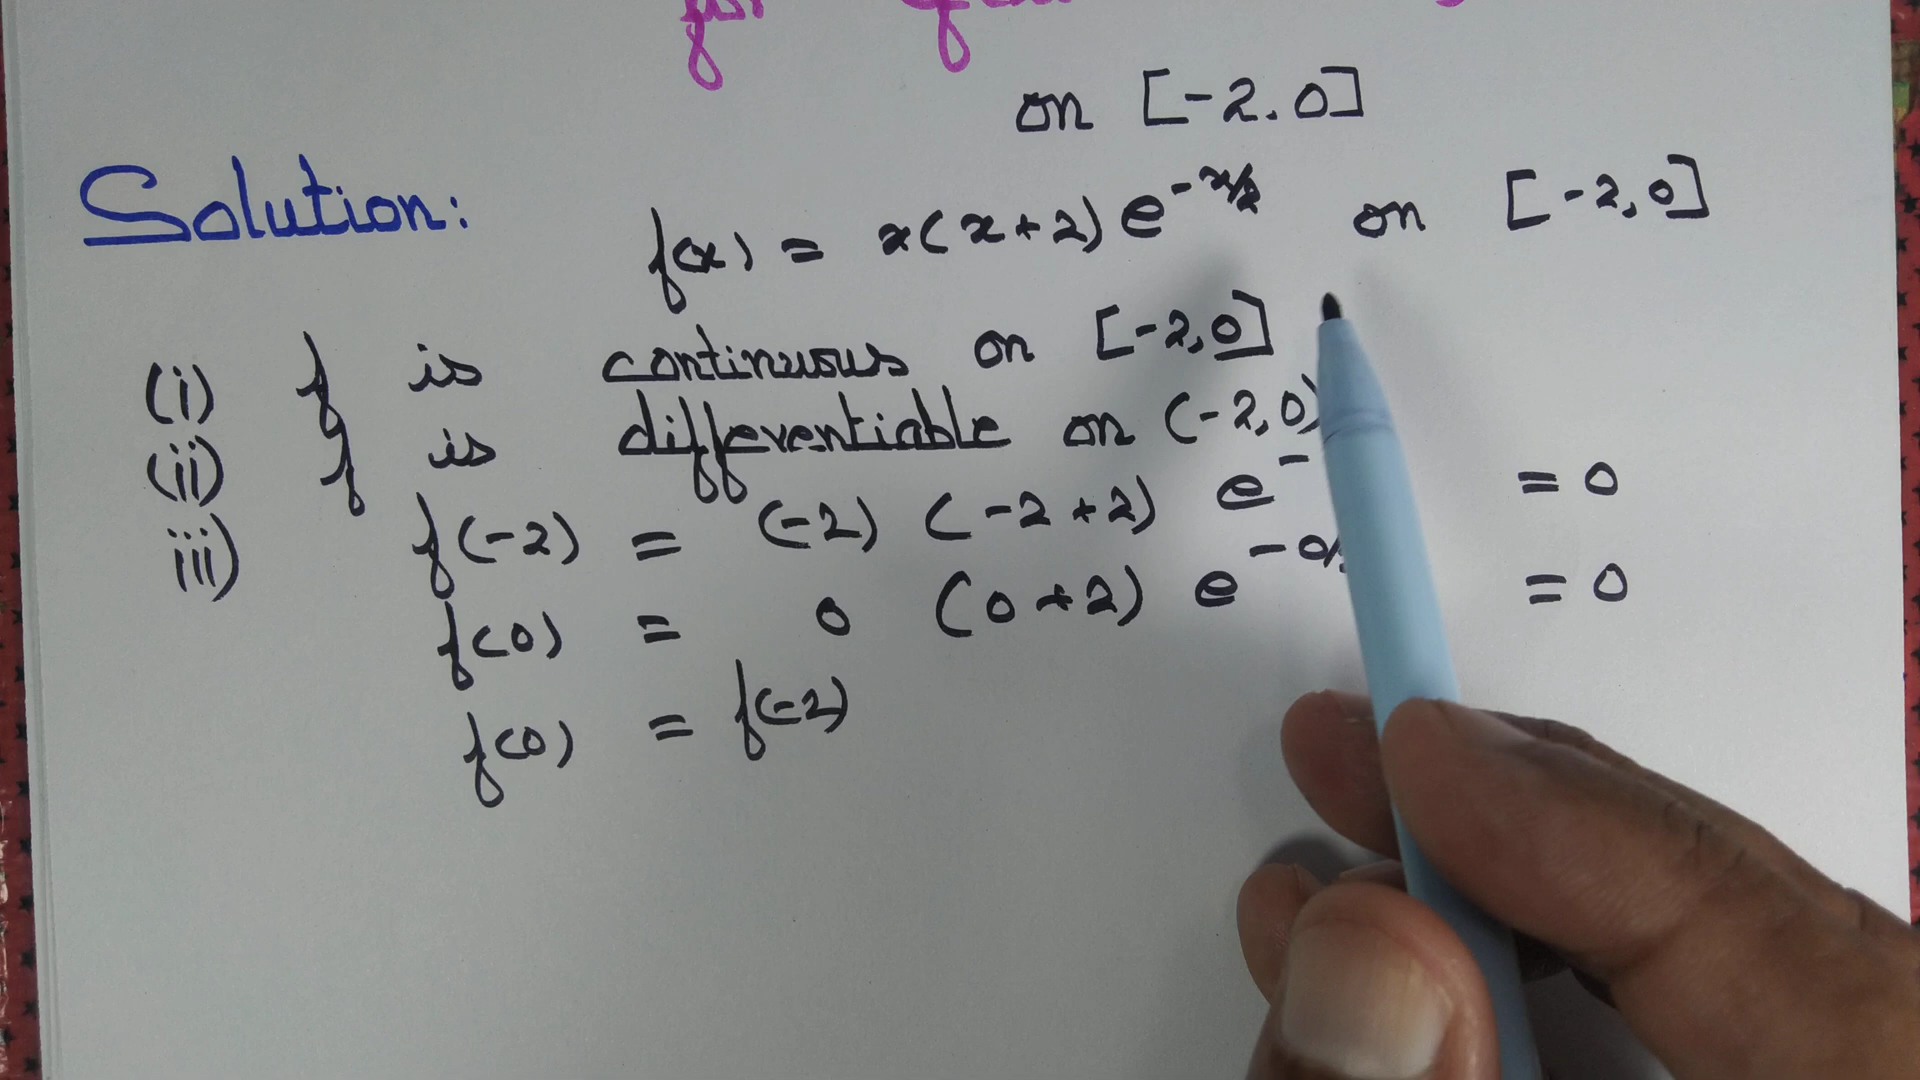 on [-2.0]
Solution: f(x) = x(x+2) e^{-x/2} on [-2,0]
(i) f is continuous on [-2,0]
(ii) f is differentiable on (-2,0)
iii) f(-2) = (-2) (-2+2) e^{-} = 0
f(0) = 0 (0+2) e^{-0/} = 0
f(0) = f(-2)